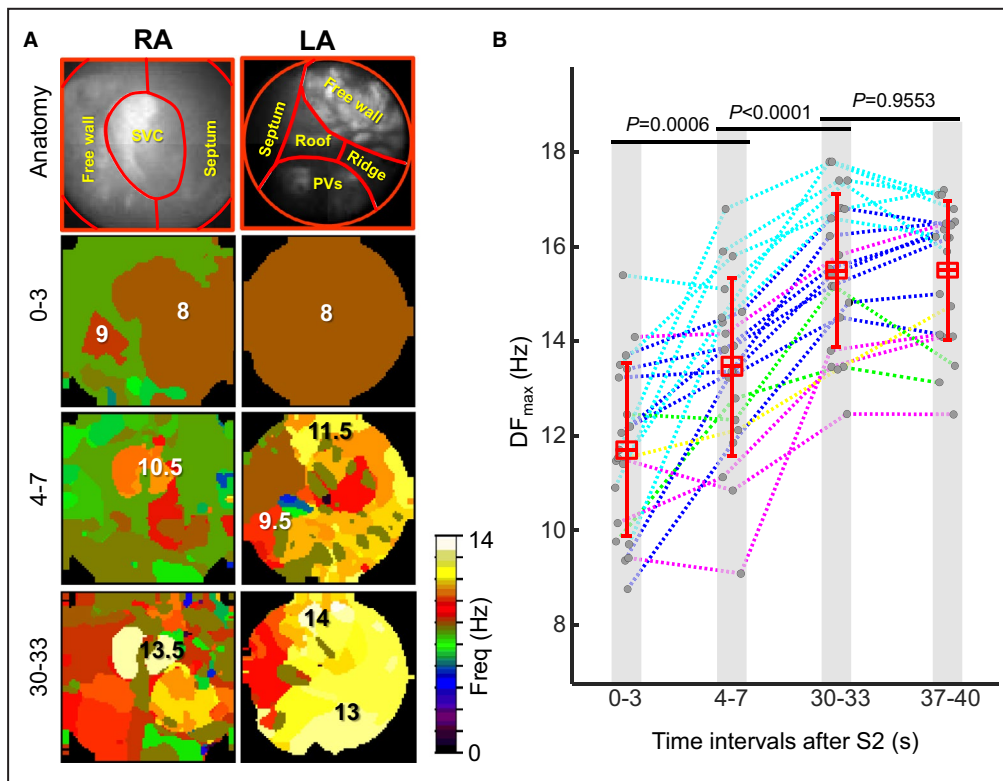 A
RA
LA
Anatomy
Free wall
SVC
Septum
Septum
Free wall
Roof
Ridge
PVs
0-3
9
8
8
4-7
10.5
11.5
9.5
30-33
13.5
14
13
14
Freq (Hz)
0
B
P=0.0006
P<0.0001
P=0.9553
DFmax (Hz)
18
16
14
12
10
8
0-3
4-7
30-33
37-40
Time intervals after S2 (s)